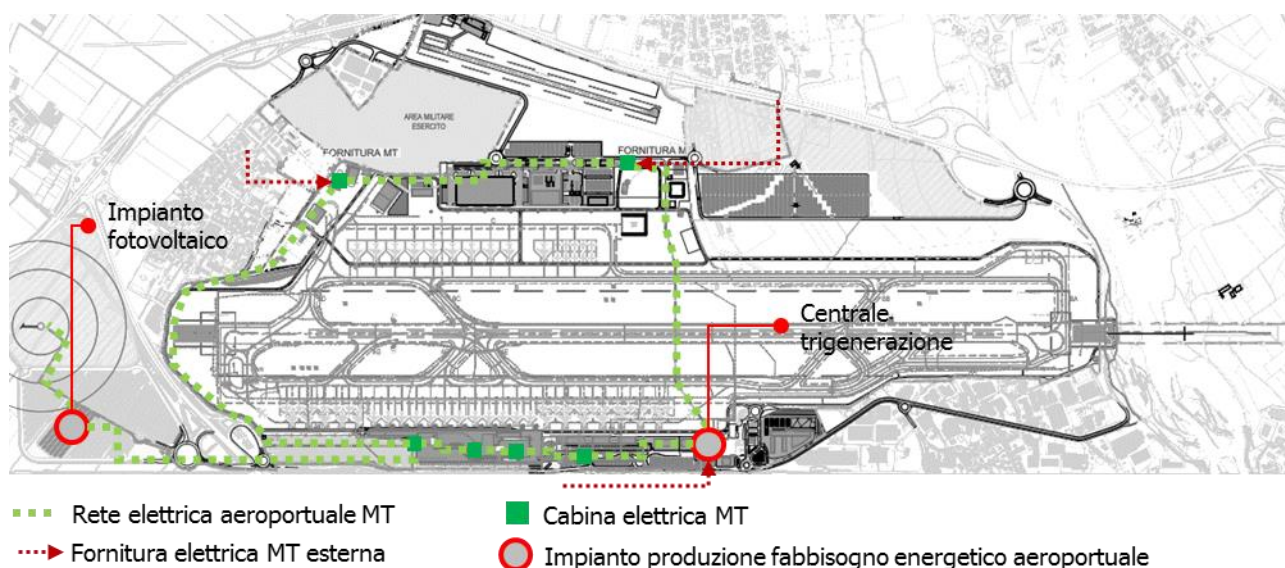 AREA MILITARE
ESERCITO
FORNITURA MT
FORNITURA M
Impianto
fotovoltaico
Centrale
trigenerazione
Rete elettrica aeroportuale MT
Cabina elettrica MT
Fornitura elettrica MT esterna
Impianto produzione fabbisogno energetico aeroportuale